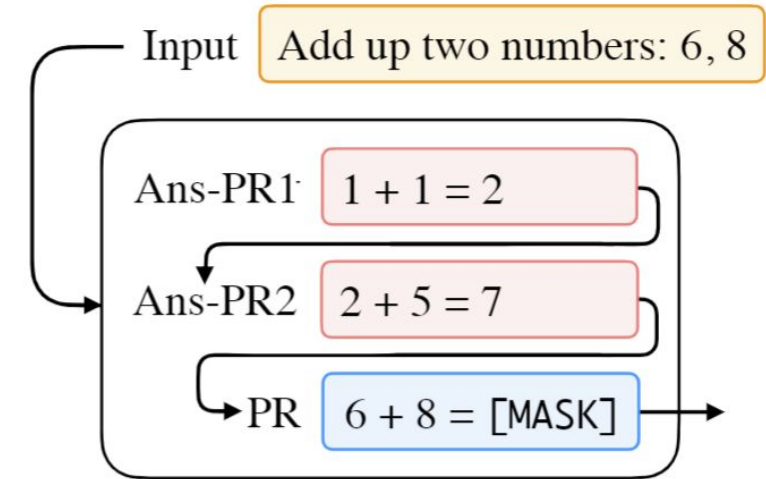 Input Add up two numbers: 6, 8
Ans-PR1 1 + 1 = 2
Ans-PR2 2 + 5 = 7
PR 6 + 8 = [MASK]